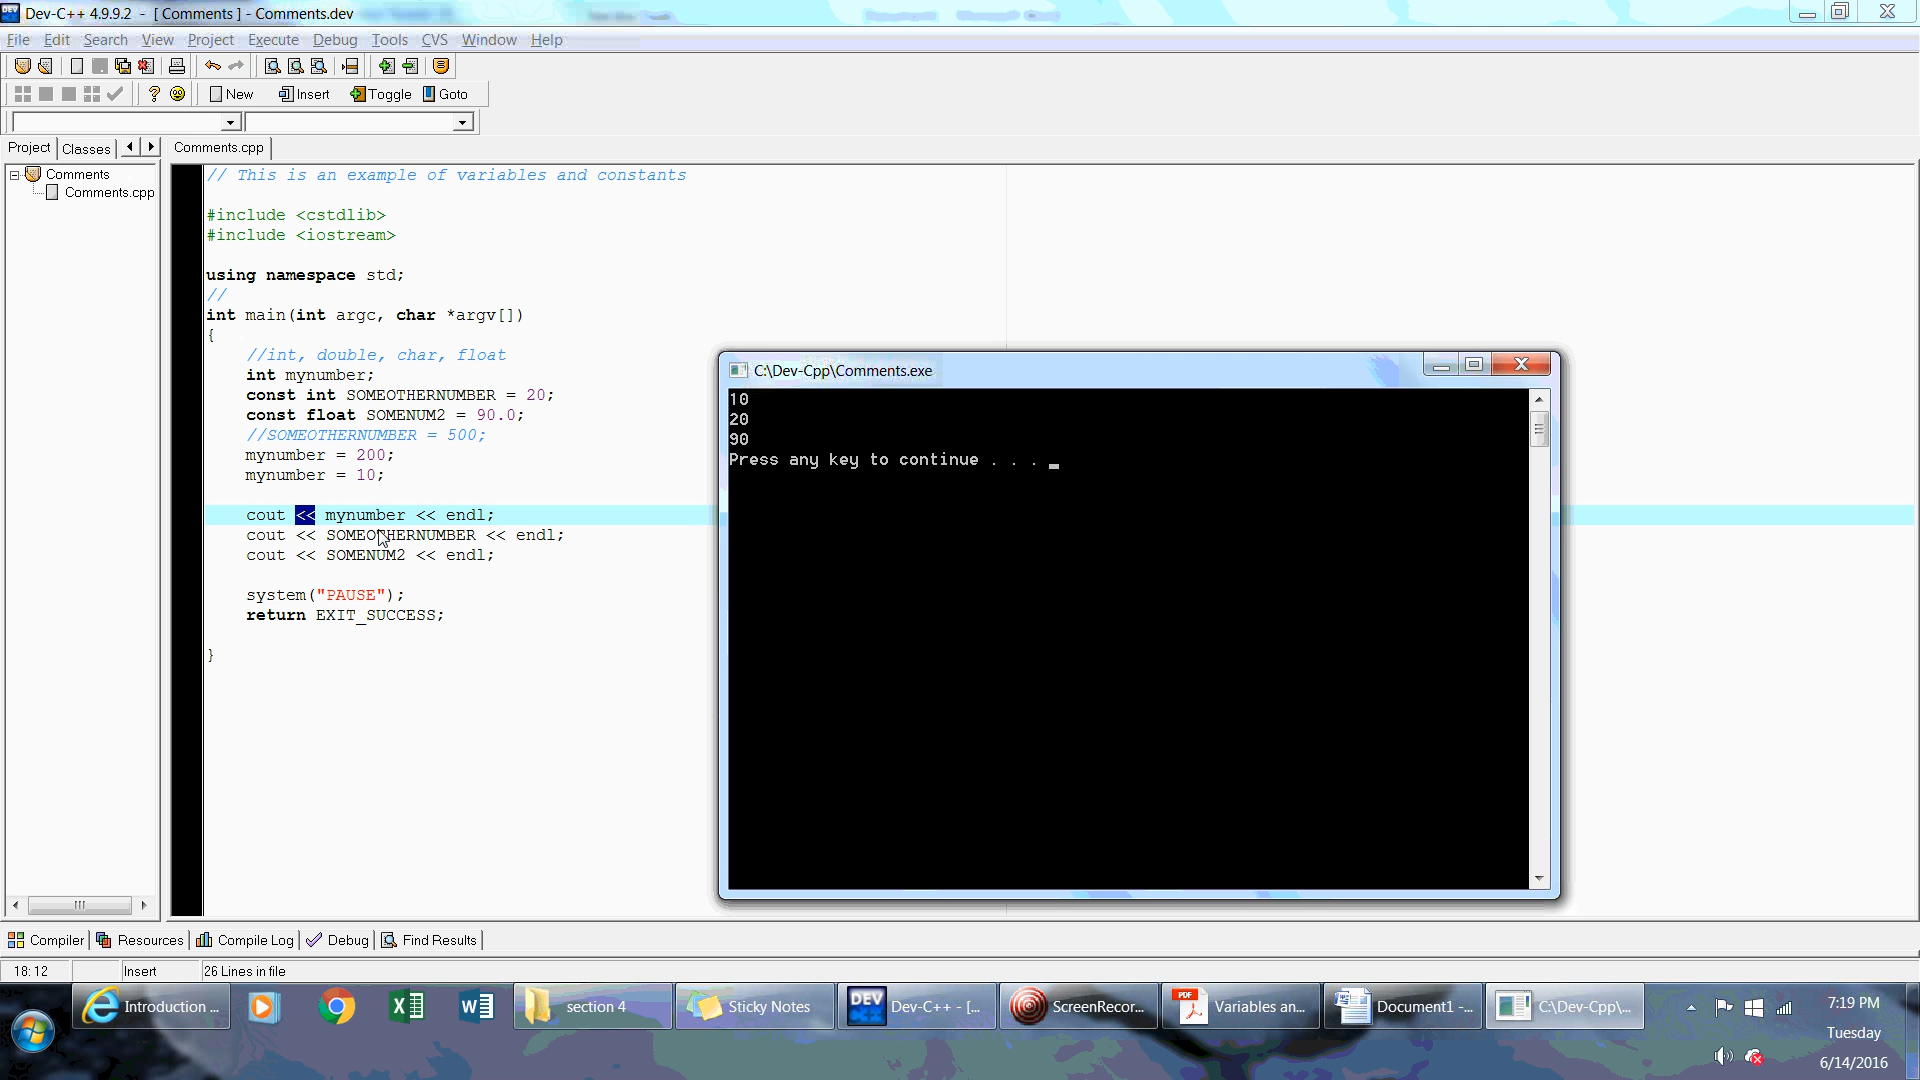 Dev-C++ 4.9.9.2 - [ Comments ] - Comments.dev
File Edit Search View Project Execute Debug Tools CVS Window Help
New Insert Toggle Goto
Project Classes Comments.cpp
Comments
Comments.cpp
// This is an example of variables and constants
#include <cstdlib>
#include <iostream>
using namespace std;
//
int main(int argc, char *argv[])
{
//int, double, char, float
int mynumber;
const int SOMEOTHERNUMBER = 20;
const float SOMENUM2 = 90.0;
//SOMEOTHERNUMBER = 500;
mynumber = 200;
mynumber = 10;
cout << mynumber << endl;
cout << SOMEOTHERNUMBER << endl;
cout << SOMENUM2 << endl;
system("PAUSE");
return EXIT_SUCCESS;
}
C:\Dev-Cpp\Comments.exe
10
20
90
Press any key to continue . . .
Compiler Resources Compile Log Debug Find Results
18: 12 Insert 26 Lines in file
Introduction ... section 4 Sticky Notes Dev-C++ - [... ScreenRecor... Variables an... Document1 -... C:\Dev-Cpp\...
7:19 PM
Tuesday
6/14/2016